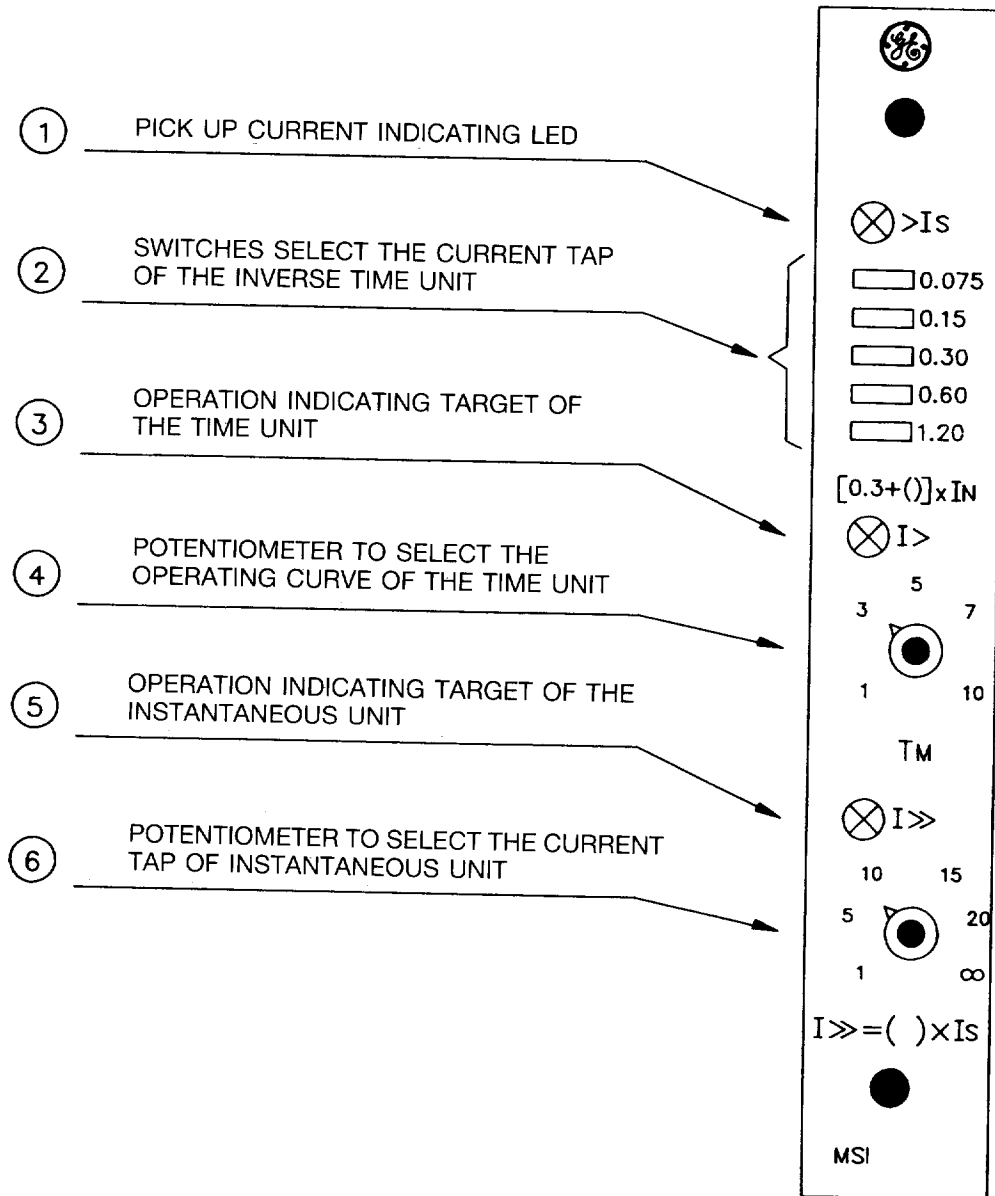 GE
1 PICK UP CURRENT INDICATING LED
>Is
2 SWITCHES SELECT THE CURRENT TAP
OF THE INVERSE TIME UNIT
0.075
0.15
0.30
0.60
1.20
[0.3+()]xIN
3 OPERATION INDICATING TARGET OF
THE TIME UNIT
I>
4 POTENTIOMETER TO SELECT THE
OPERATING CURVE OF THE TIME UNIT
5
3 7
1 10
TM
5 OPERATION INDICATING TARGET OF THE
INSTANTANEOUS UNIT
I≫
6 POTENTIOMETER TO SELECT THE CURRENT
TAP OF INSTANTANEOUS UNIT
10 15
5 20
1 ∞
I≫=( )×Is
MSI